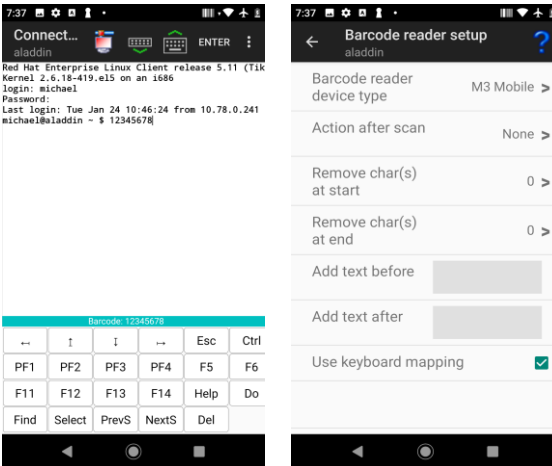 7:37
Connect...
aladdin
ENTER
Red Hat Enterprise Linux Client release 5.11 (Tik
Kernel 2.6.18-419.el5 on an i686
login: michael
Password:
Last login: Tue Jan 24 10:46:24 from 10.78.0.241
michael@aladdin ~ $ 12345678
Barcode: 12345678
Esc Ctrl
PF1 PF2 PF3 PF4 F5 F6
F11 F12 F13 F14 Help Do
Find Select PrevS NextS Del
7:37
Barcode reader setup
aladdin
?
Barcode reader
device type
M3 Mobile >
Action after scan
None >
Remove char(s)
at start
0 >
Remove char(s)
at end
0 >
Add text before
Add text after
Use keyboard mapping